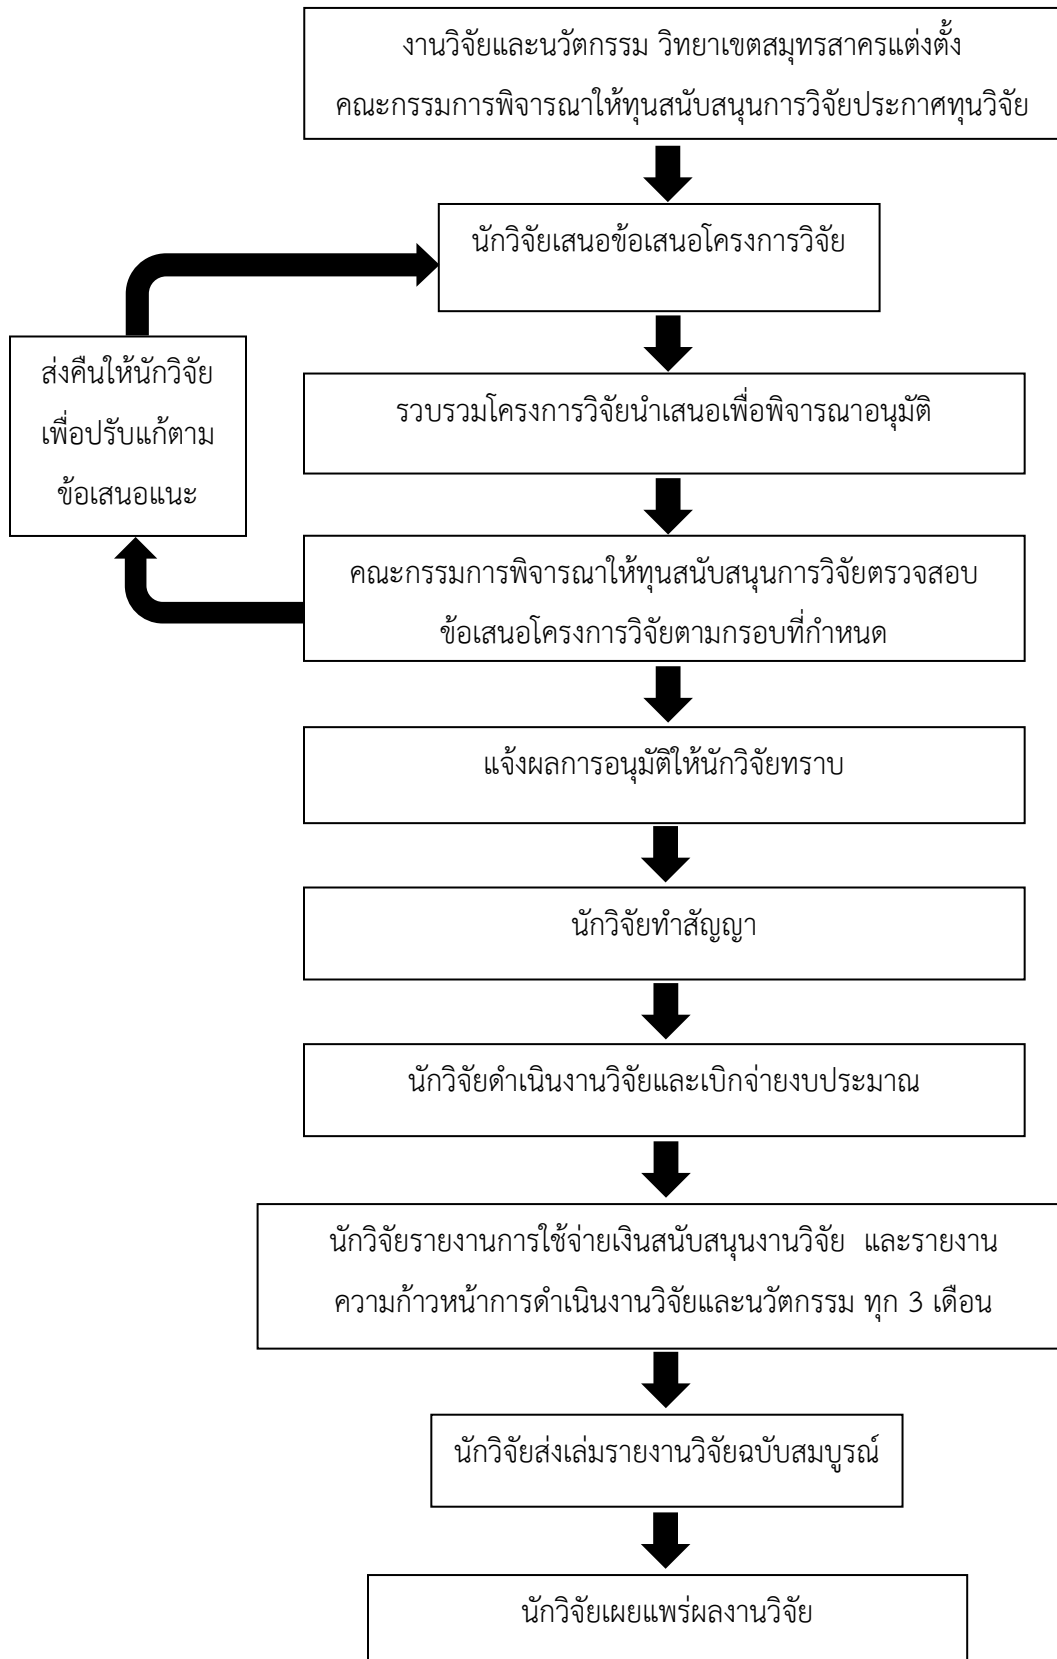 งานวิจัยและนวัตกรรม วิทยาเขตสมุทรสาครแต่งตั้ง
คณะกรรมการพิจารณาให้ทุนสนับสนุนการวิจัยประกาศทุนวิจัย
นักวิจัยเสนอข้อเสนอโครงการวิจัย
ส่งคืนให้นักวิจัย
เพื่อปรับแก้ตาม
ข้อเสนอแนะ
รวบรวมโครงการวิจัยนำเสนอเพื่อพิจารณาอนุมัติ
คณะกรรมการพิจารณาให้ทุนสนับสนุนการวิจัยตรวจสอบ
ข้อเสนอโครงการวิจัยตามกรอบที่กำหนด
แจ้งผลการอนุมัติให้นักวิจัยทราบ
นักวิจัยทำสัญญา
นักวิจัยดำเนินงานวิจัยและเบิกจ่ายงบประมาณ
นักวิจัยรายงานการใช้จ่ายเงินสนับสนุนงานวิจัย และรายงาน
ความก้าวหน้าการดำเนินงานวิจัยและนวัตกรรม ทุก 3 เดือน
นักวิจัยส่งเล่มรายงานวิจัยฉบับสมบูรณ์
นักวิจัยเผยแพร่ผลงานวิจัย